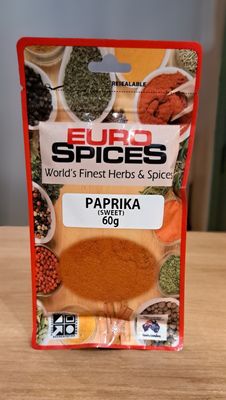 RESEALABLE
EURO
SPICES
World's Finest Herbs & Spices
PAPRIKA
(SWEET)
60g